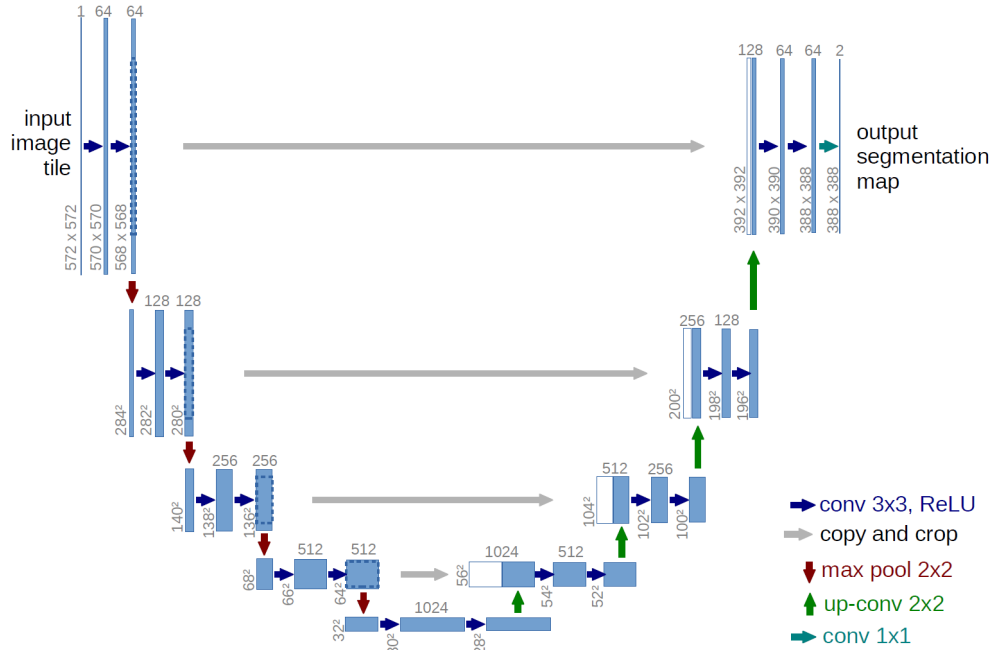 1 64 64
input
image
tile
572 x 572
570 x 570
568 x 568
128 64 64 2
output
segmentation
map
392 x 392
390 x 390
388 x 388
388 x 388
128 128
284²
282²
280²
256 128
200²
198²
196²
256 256
140²
138²
136²
512 256
104²
102²
100²
512 512
68²
66²
64²
1024 512
56²
54²
52²
1024
32²
conv 3x3, ReLU
copy and crop
max pool 2x2
up-conv 2x2
conv 1x1